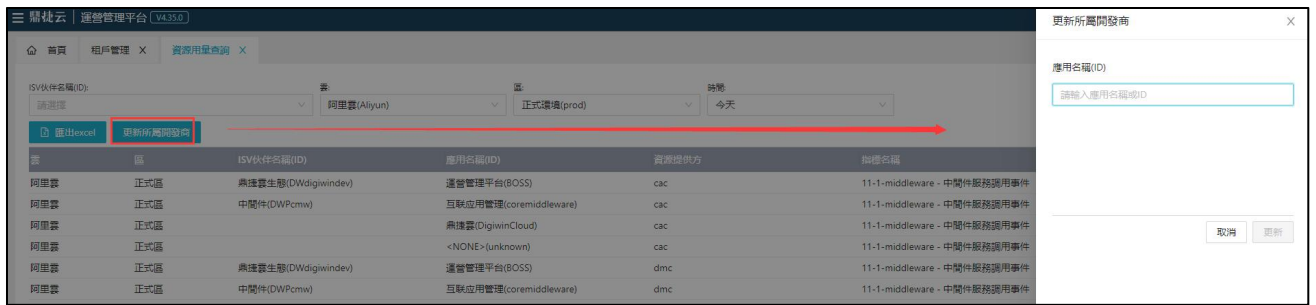 鼎捷云 運營管理平台 V4.35.0
首頁 租戶管理 X 資源用量查詢 X
ISV伙伴名稱(ID): 雲: 區: 時間:
請選擇 阿里雲(Aliyun) 正式環境(prod) 今天
匯出excel 更新所屬開發商
雲 區 ISV伙伴名稱(ID) 應用名稱(ID) 資源提供方 指標名稱
阿里雲 正式區 鼎捷雲生態(DWdigiwindev) 運營管理平台(BOSS) cac 11-1-middleware - 中間件服務調用事件
阿里雲 正式區 中間件(DWPcmw) 互联应用管理(coremiddleware) cac 11-1-middleware - 中間件服務調用事件
阿里雲 正式區 鼎捷雲(DigiwinCloud) cac 11-1-middleware - 中間件服務調用事件
阿里雲 正式區 <NONE>(unknown) cac 11-1-middleware - 中間件服務調用事件
阿里雲 正式區 鼎捷雲生態(DWdigiwindev) 運營管理平台(BOSS) dmc 11-1-middleware - 中間件服務調用事件
阿里雲 正式區 中間件(DWPcmw) 互联应用管理(coremiddleware) dmc 11-1-middleware - 中間件服務調用事件
更新所屬開發商 X
應用名稱(ID)
請輸入應用名稱或ID
取消 更新